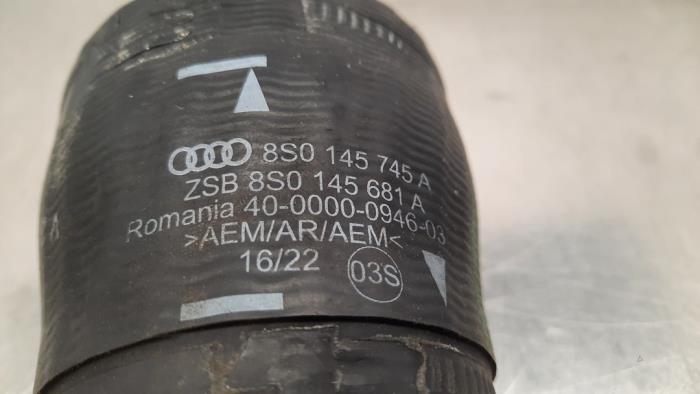 8S0 145 745 A
ZSB 8S0 145 681 A
Romania 40-0000-0946-03
>AEM/AR/AEM<
16/22 03S